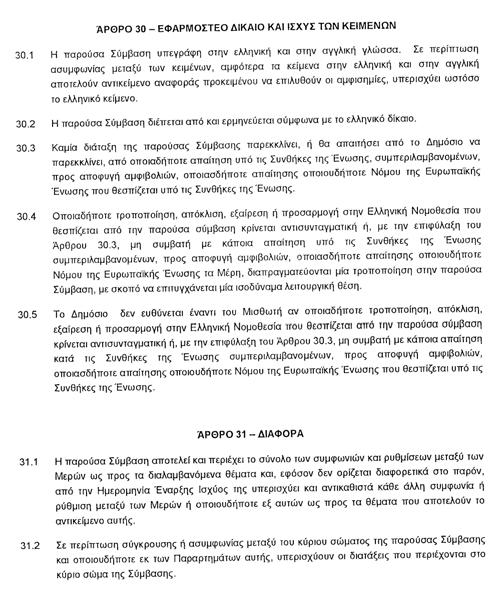 ΆΡΘΡΟ 30 – ΕΦΑΡΜΟΣΤΕΟ ΔΙΚΑΙΟ ΚΑΙ ΙΣΧΥΣ ΤΩΝ ΚΕΙΜΕΝΩΝ
30.1 Η παρούσα Σύμβαση υπεγράφη στην ελληνική και στην αγγλική γλώσσα. Σε περίπτωση
ασυμφωνίας μεταξύ των κειμένων, αμφότερα τα κείμενα στην ελληνική και στην αγγλική
αποτελούν αντικείμενο αναφοράς προκειμένου να επιλυθούν οι αμφισημίες, υπερισχύει ωστόσο
το ελληνικό κείμενο.
30.2 Η παρούσα Σύμβαση διέπεται από και ερμηνεύεται σύμφωνα με το ελληνικό δίκαιο.
30.3 Καμία διάταξη της παρούσας Σύμβασης παρεκκλίνει, ή θα απαιτήσει από το Δημόσιο να
παρεκκλίνει, από οποιαδήποτε απαίτηση υπό τις Συνθήκες της Ένωσης, συμπεριλαμβανομένων,
προς αποφυγή αμφιβολιών, οποιασδήποτε απαίτησης οποιουδήποτε Νόμου της Ευρωπαϊκής
Ένωσης που θεσπίζεται υπό τις Συνθήκες της Ένωσης.
30.4 Οποιαδήποτε τροποποίηση, απόκλιση, εξαίρεση ή προσαρμογή στην Ελληνική Νομοθεσία που
θεσπίζεται από την παρούσα σύμβαση κρίνεται αντισυνταγματική ή, με την επιφύλαξη του
Άρθρου 30.3, μη συμβατή με κάποια απαίτηση υπό τις Συνθήκες της Ένωσης
συμπεριλαμβανομένων, προς αποφυγή αμφιβολιών, οποιασδήποτε απαίτησης οποιουδήποτε
Νόμου της Ευρωπαϊκής Ένωσης τα Μέρη, διαπραγματεύονται μία τροποποίηση στην παρούσα
Σύμβαση, με σκοπό να επιτυγχάνεται μία ισοδύναμα λειτουργική θέση.
30.5 Το Δημόσιο δεν ευθύνεται έναντι του Μισθωτή αν οποιαδήποτε τροποποίηση, απόκλιση,
εξαίρεση ή προσαρμογή στην Ελληνική Νομοθεσία που θεσπίζεται από την παρούσα σύμβαση
κρίνεται αντισυνταγματική ή, με την επιφύλαξη του Άρθρου 30.3, μη συμβατή με κάποια απαίτηση
κατά τις Συνθήκες της Ένωσης συμπεριλαμβανομένων, προς αποφυγή αμφιβολιών,
οποιασδήποτε απαίτησης οποιουδήποτε Νόμου της Ευρωπαϊκής Ένωσης που θεσπίζεται υπό τις
Συνθήκες της Ένωσης.
ΆΡΘΡΟ 31 – ΔΙΑΦΟΡΑ
31.1 Η παρούσα Σύμβαση αποτελεί και περιέχει το σύνολο των συμφωνιών και ρυθμίσεων μεταξύ των
Μερών ως προς τα διαλαμβανόμενα θέματα και, εφόσον δεν ορίζεται διαφορετικά στο παρόν,
από την Ημερομηνία Έναρξης Ισχύος της υπερισχύει και αντικαθιστά κάθε άλλη συμφωνία ή
ρύθμιση μεταξύ των Μερών ή οποιουδήποτε εξ αυτών ως προς τα θέματα που αποτελούν το
αντικείμενο αυτής.
31.2 Σε περίπτωση σύγκρουσης ή ασυμφωνίας μεταξύ του κύριου σώματος της παρούσας Σύμβασης
και οποιουδήποτε εκ των Παραρτημάτων αυτής, υπερισχύουν οι διατάξεις που περιέχονται στο
κύριο σώμα της Σύμβασης.